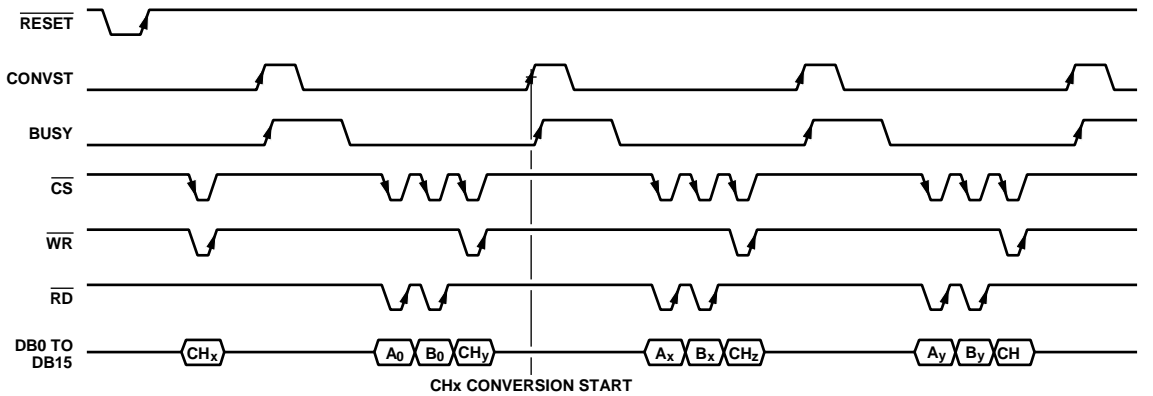 RESET
CONVST
BUSY
CS
WR
RD
DB0 TO
DB15
CHx A0 B0 CHy Ax Bx CHz Ay By CH
CHx CONVERSION START